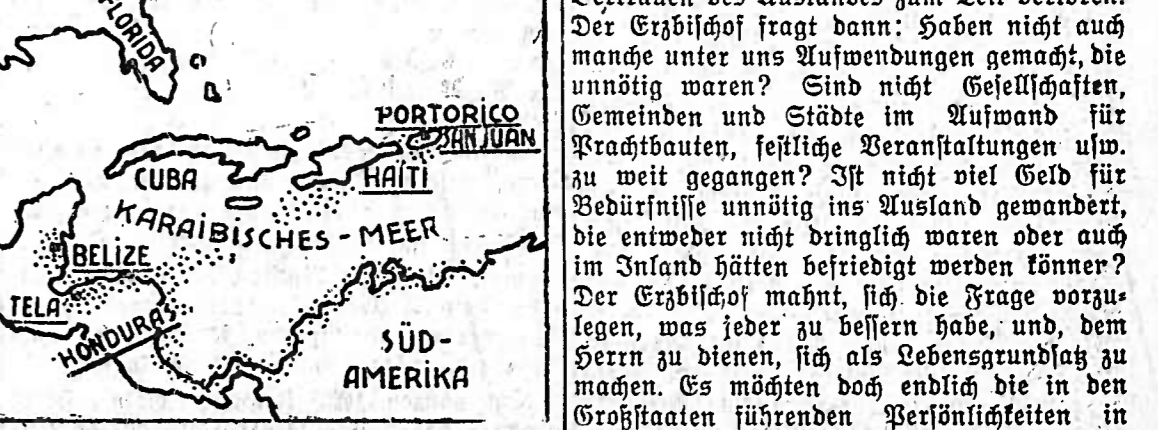 FLORIDA
PORTORICO
SAN JUAN
CUBA
HAITI
KARAIBISCHES - MEER
BELIZE
TELA
HONDURAS
SÜD-
AMERIKA
Der Erzbischof fragt dann: Haben nicht auch
manche unter uns Aufwendungen gemacht, die
unnötig waren? Sind nicht Gesellschaften,
Gemeinden und Städte im Aufwand für
Prachtbauten, festliche Veranstaltungen usw.
zu weit gegangen? Ist nicht viel Geld für
Bedürfnisse unnötig ins Ausland gewandert,
die entweder nicht dringlich waren oder auch
im Inland hätten befriedigt werden können?
Der Erzbischof mahnt, sich die Frage vorzu-
legen, was jeder zu bessern habe, und, dem
Herrn zu dienen, sich als Lebensgrundsatz zu
machen. Es möchten doch endlich die in den
Großstaaten führenden Persönlichkeiten in